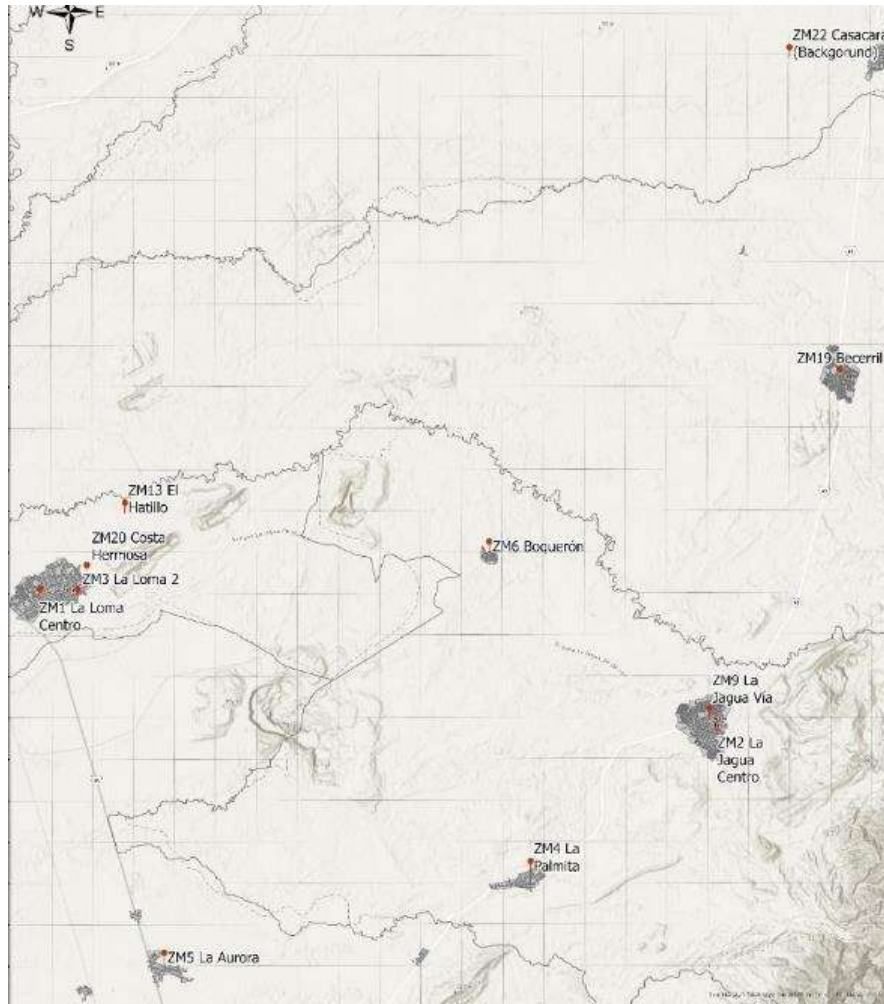 W E
S
ZM22 Casacara
(Backgorund)
ZM19 Becerril
ZM13 El
Hatillo
ZM20 Costa
Hermosa
ZM3 La Loma 2
ZM1 La Loma
Centro
ZM6 Boquerón
ZM9 La
Jagua Vía
ZM2 La
Jagua
Centro
ZM4 La
Palmita
ZM5 La Aurora